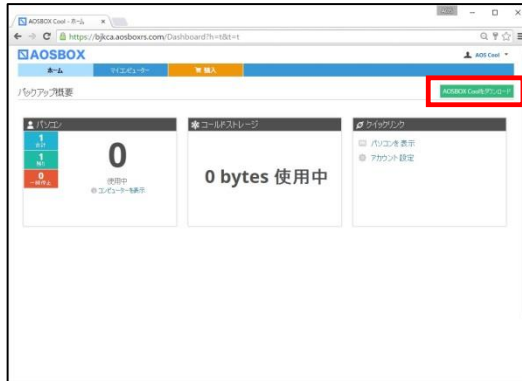 AOSBOX Cool - ホーム
https://bjkca.aosboxrs.com/Dashboard?h=t&t=t
AOSBOX
AOS Cool
ホーム マイコンピューター 購入
バックアップ概要
AOSBOX Coolをダウンロード
パソコン
1
合計
1
残り
0
一時停止
0
使用中
コンピューターを表示
コールドストレージ
0 bytes 使用中
クイックリンク
パソコンを表示
アカウント設定